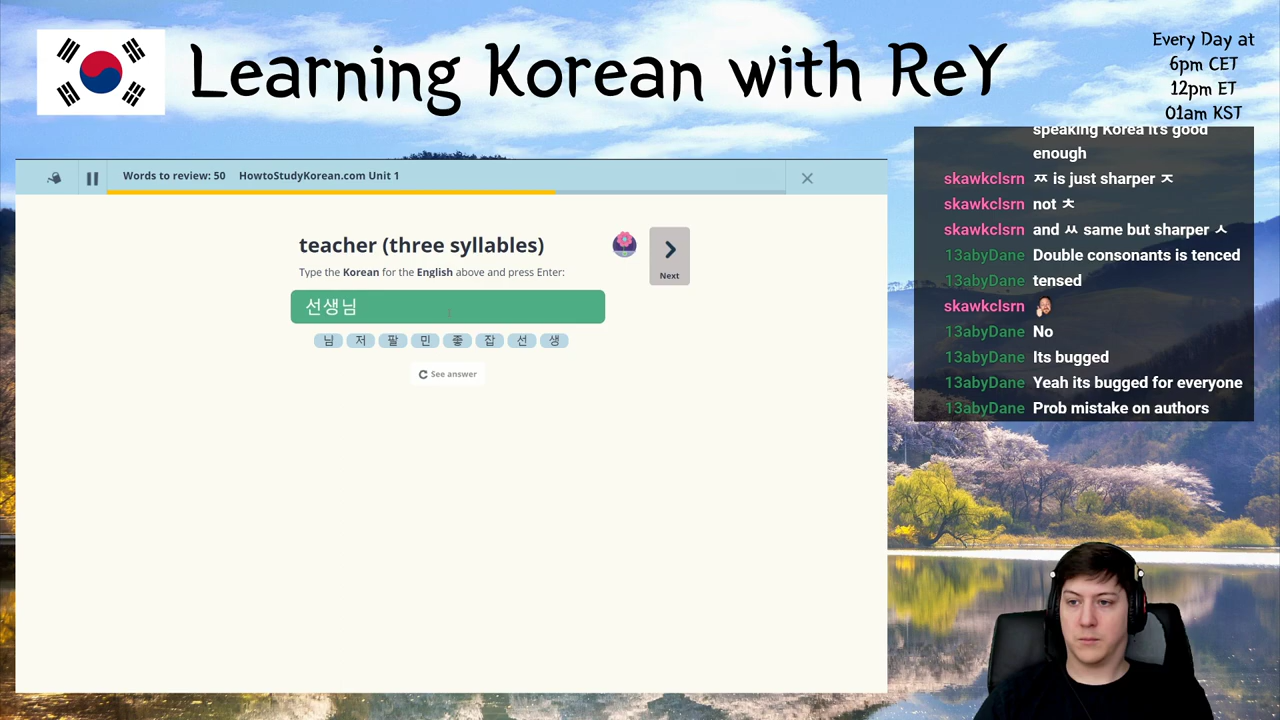 Learning Korean with ReY
Every Day at
6pm CET
12pm ET
01am KST
Words to review: 50 HowtoStudyKorean.com Unit 1
teacher (three syllables)
Type the Korean for the English above and press Enter:
선생님
님 저 팔 민 좋 잡 선 생
See answer
Next
speaking Korea it's good
enough
skawkclsrn ㅉ is just sharper ㅈ
skawkclsrn not ㅊ
skawkclsrn and ㅆ same but sharper ㅅ
13abyDane Double consonants is tenced
13abyDane tensed
skawkclsrn
13abyDane No
13abyDane Its bugged
13abyDane Yeah its bugged for everyone
13abyDane Prob mistake on authors